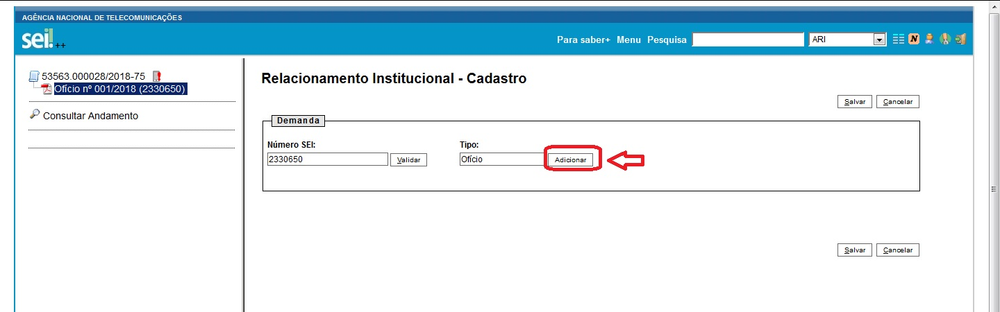 AGÊNCIA NACIONAL DE TELECOMUNICAÇÕES
sei! ++
Para saber+ Menu Pesquisa ARI N
53563.000028/2018-75
Ofício nº 001/2018 (2330650)
Consultar Andamento
Relacionamento Institucional - Cadastro
Salvar Cancelar
Demanda
Número SEI: Tipo:
2330650 Validar Ofício Adicionar
Salvar Cancelar